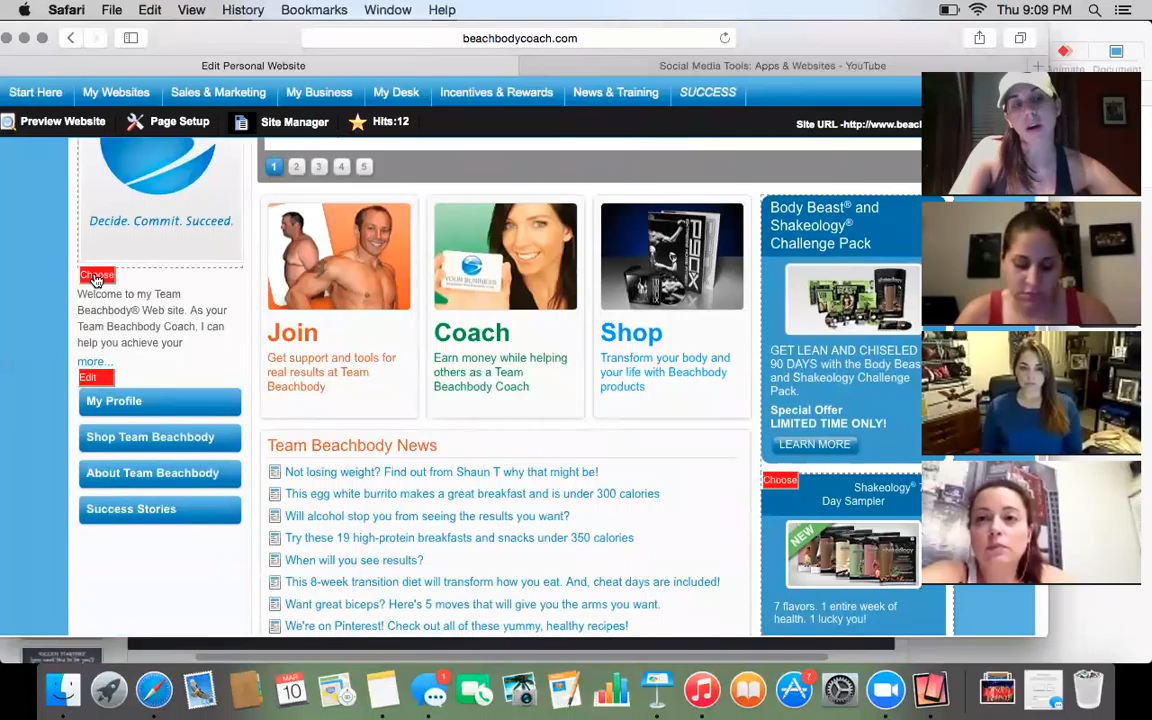 Safari File Edit View History Bookmarks Window Help Thu 9:09 PM
beachbodycoach.com
Edit Personal Website Social Media Tools: Apps & Websites - YouTube
Document
Start Here My Websites Sales & Marketing My Business My Desk Incentives & Rewards News & Training SUCCESS
Preview Website Page Setup Site Manager Hits:12 Site URL -http://www.beach
1 2 3 4 5
Decide. Commit. Succeed.
Choose
Welcome to my Team
Beachbody® Web site. As your
Team Beachbody Coach. I can
help you achieve your
more...
Edit
My Profile
Shop Team Beachbody
About Team Beachbody
Success Stories
Join
Get support and tools for
real results at Team
Beachbody
YOUR BUSINESS
Coach
Earn money while helping
others as a Team
Beachbody Coach
P90X
Shop
Transform your body and
your life with Beachbody
products
Team Beachbody News
Not losing weight? Find out from Shaun T why that might be!
This egg white burrito makes a great breakfast and is under 300 calories
Will alcohol stop you from seeing the results you want?
Try these 19 high-protein breakfasts and snacks under 350 calories
When will you see results?
This 8-week transition diet will transform how you eat. And, cheat days are included!
Want great biceps? Here's 5 moves that will give you the arms you want.
We're on Pinterest! Check out all of these yummy, healthy recipes!
Body Beast® and
Shakeology®
Challenge Pack
GET LEAN AND CHISELED
90 DAYS with the Body Beas
and Shakeology Challenge
Pack.
Special Offer
LIMITED TIME ONLY!
LEARN MORE
Choose
Shakeology® 7
Day Sampler
NEW
7 flavors. 1 entire week of
health. 1 lucky you!
MAR
10
1
7